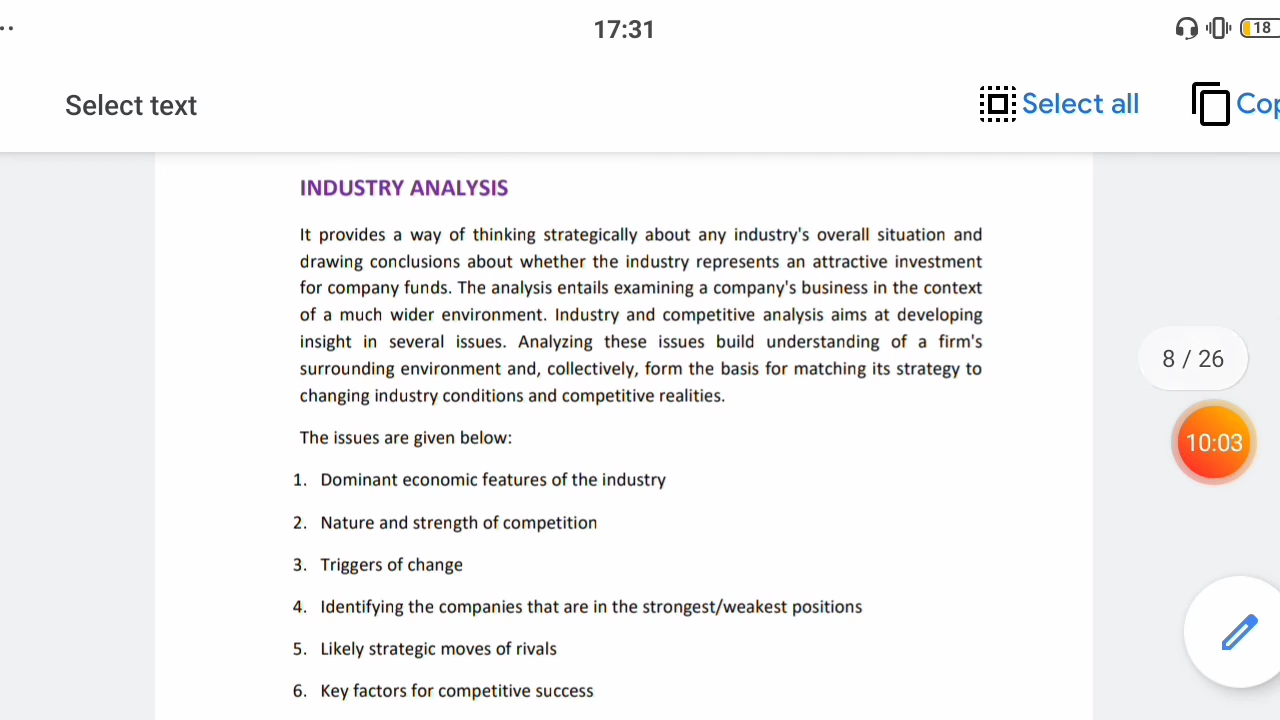 17:31
18
Select text
Select all
Cop
INDUSTRY ANALYSIS
It provides a way of thinking strategically about any industry's overall situation and
drawing conclusions about whether the industry represents an attractive investment
for company funds. The analysis entails examining a company's business in the context
of a much wider environment. Industry and competitive analysis aims at developing
insight in several issues. Analyzing these issues build understanding of a firm's
surrounding environment and, collectively, form the basis for matching its strategy to
changing industry conditions and competitive realities.
8 / 26
10:03
The issues are given below:
1. Dominant economic features of the industry
2. Nature and strength of competition
3. Triggers of change
4. Identifying the companies that are in the strongest/weakest positions
5. Likely strategic moves of rivals
6. Key factors for competitive success